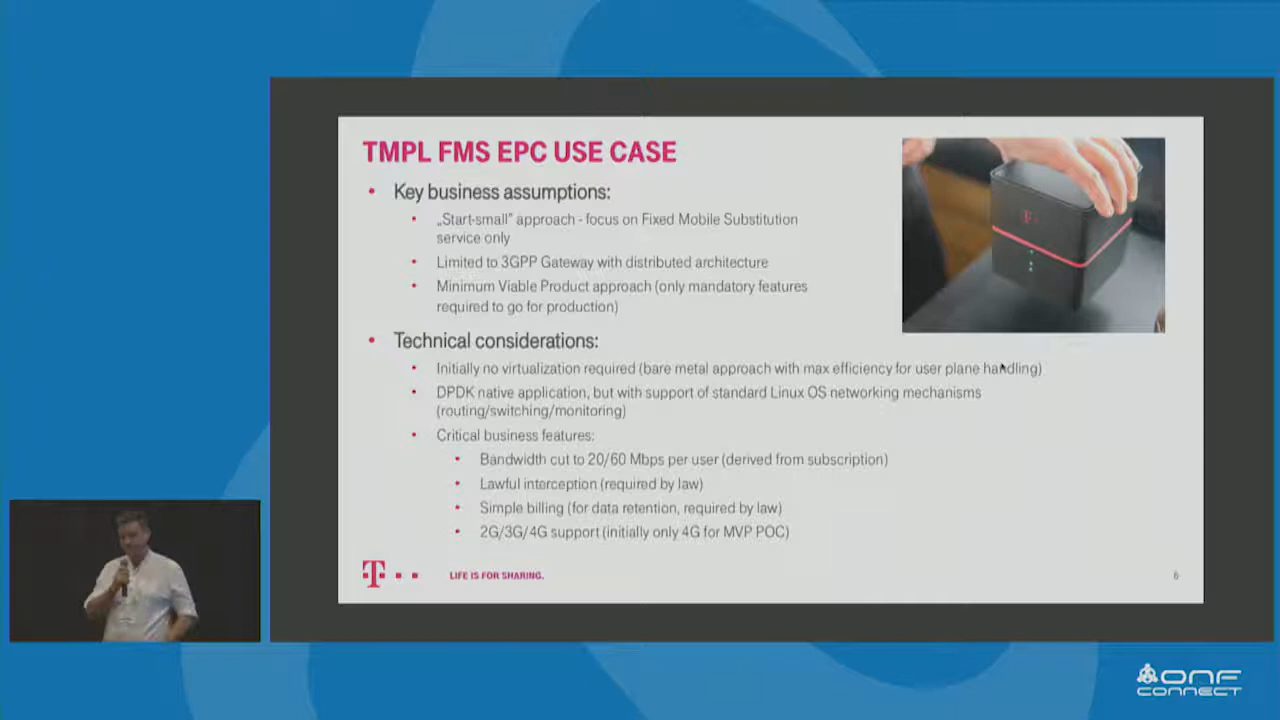 TMPL FMS EPC USE CASE
• Key business assumptions:
• „Start-small” approach - focus on Fixed Mobile Substitution
service only
• Limited to 3GPP Gateway with distributed architecture
• Minimum Viable Product approach (only mandatory features
required to go for production)
• Technical considerations:
• Initially no virtualization required (bare metal approach with max efficiency for user plane handling)
• DPDK native application, but with support of standard Linux OS networking mechanisms
(routing/switching/monitoring)
• Critical business features:
• Bandwidth cut to 20/60 Mbps per user (derived from subscription)
• Lawful interception (required by law)
• Simple billing (for data retention, required by law)
• 2G/3G/4G support (initially only 4G for MVP POC)
T
LIFE IS FOR SHARING.
6
T
ONF
CONNECT